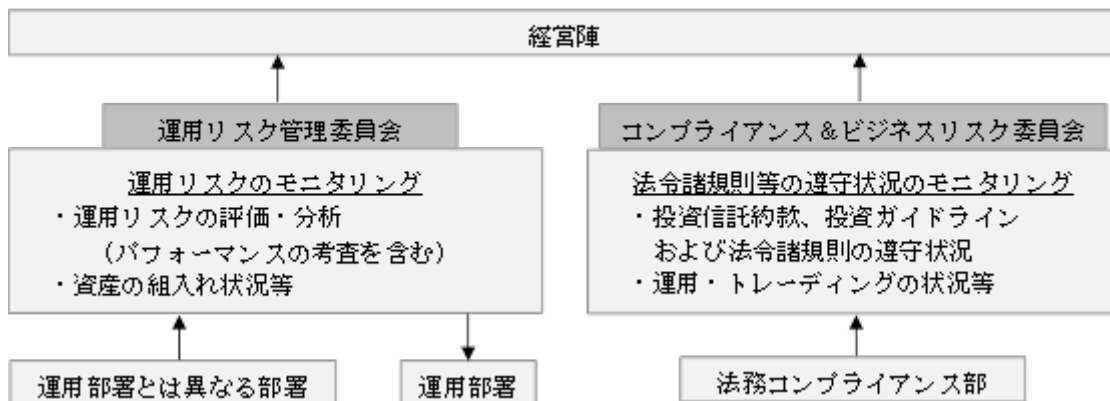 経営陣
運用リスク管理委員会
運用リスクのモニタリング
・運用リスクの評価・分析
（パフォーマンスの考査を含む）
・資産の組入れ状況等
運用部署とは異なる部署
運用部署
コンプライアンス＆ビジネスリスク委員会
法令諸規則等の遵守状況のモニタリング
・投資信託約款、投資ガイドライン
および法令諸規則の遵守状況
・運用・トレーディングの状況等
法務コンプライアンス部